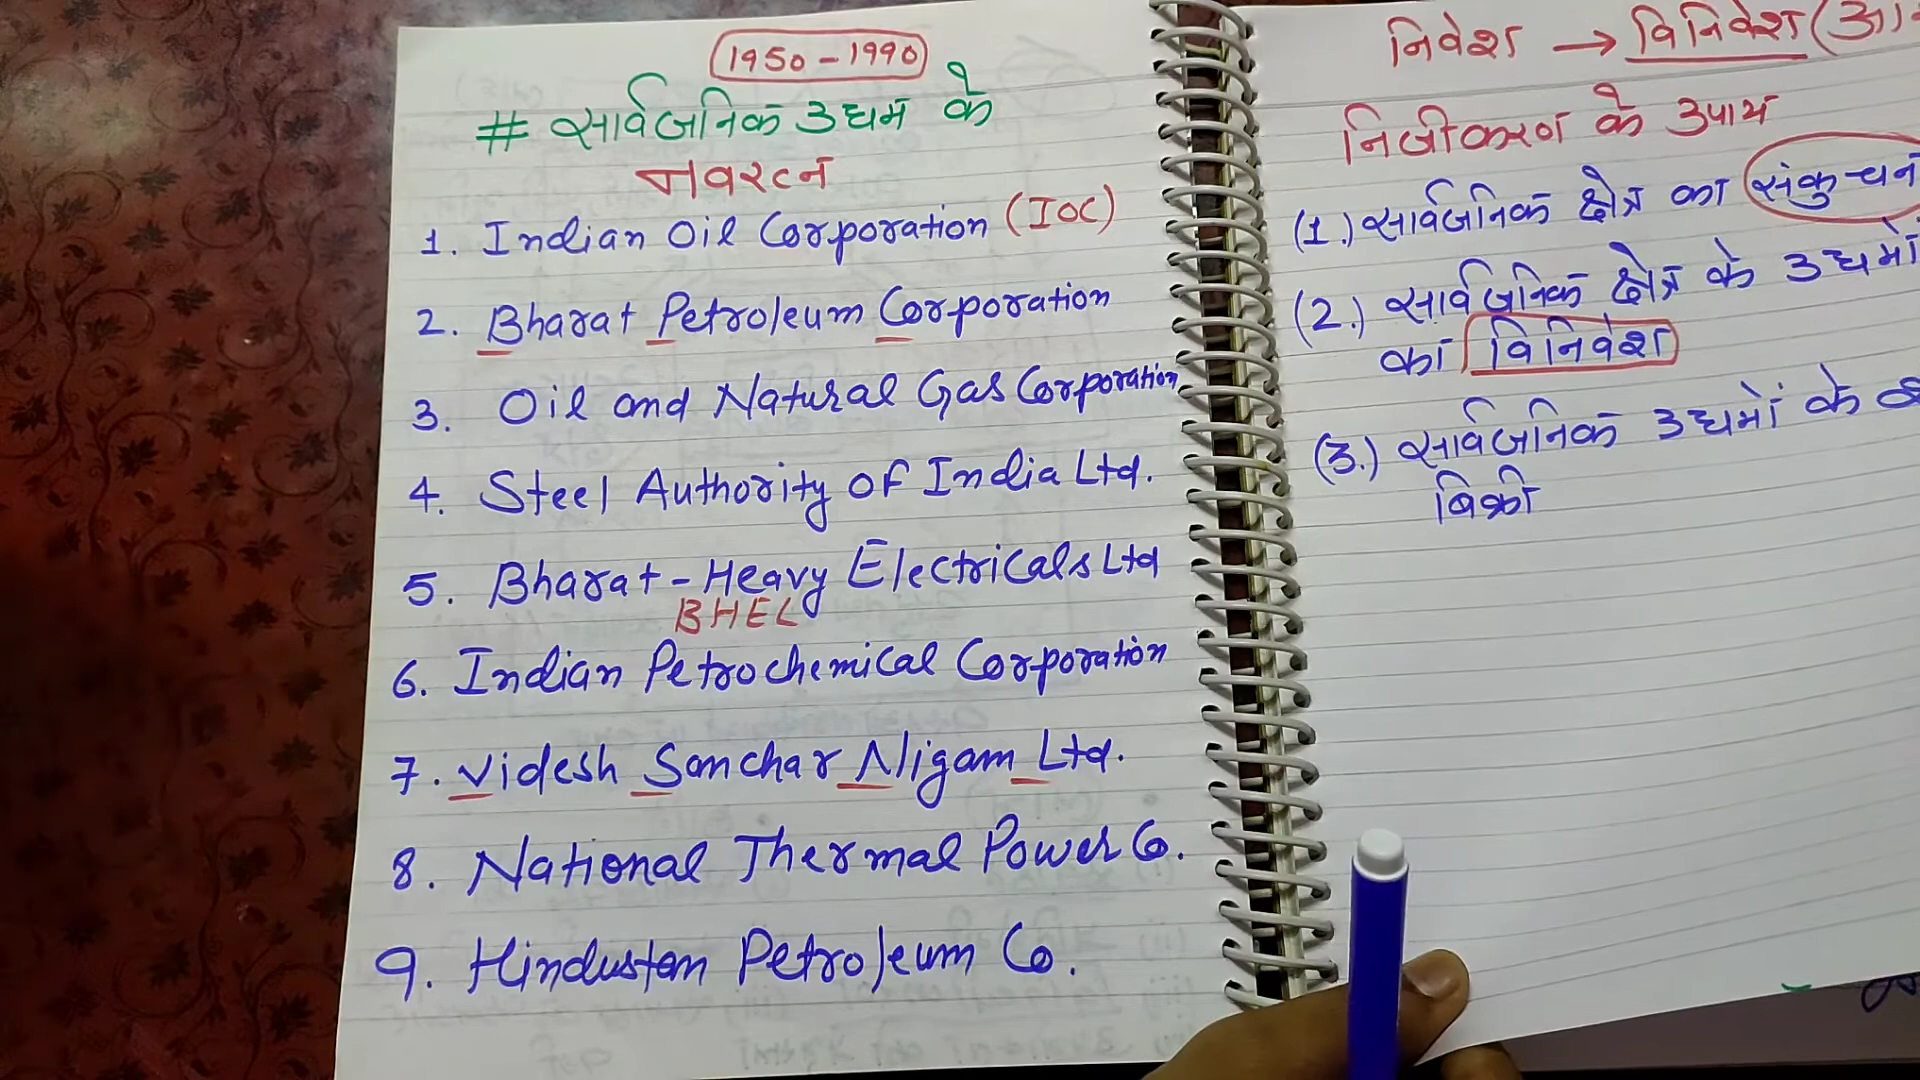 1950-1990
# सार्वजनिक उद्यम के
नवरत्न
1. Indian Oil Corporation (IOC)
2. Bharat Petroleum Corporation
3. Oil and Natural Gas Corporation
4. Steel Authority of India Ltd.
5. Bharat-Heavy Electricals Ltd
BHEL
6. Indian Petrochemical Corporation
7. Videsh Sanchar Nigam Ltd.
8. National Thermal Power Co.
9. Hindustan Petroleum Co.
निवेश → विनिवेश
निजीकरण के उपाय
(1.) सार्वजनिक क्षेत्र का संकुचन
(2.) सार्वजनिक क्षेत्र के उद्यमों
का विनिवेश
(3.) सार्वजनिक उद्यमों के
बिक्री